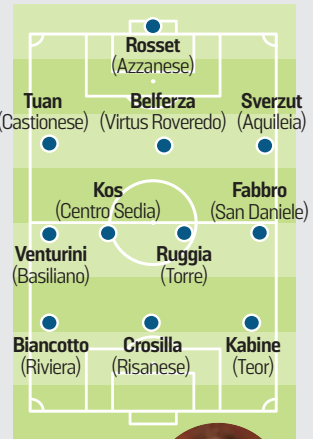 Rosset
(Azzanese)
Tuan
(Castionese)
Belferza
(Virtus Roveredo)
Sverzut
(Aquileia)
Kos
(Centro Sedia)
Fabbro
(San Daniele)
Venturini
(Basiliano)
Ruggia
(Torre)
Biancotto
(Riviera)
Crosilla
(Risanese)
Kabine
(Teor)